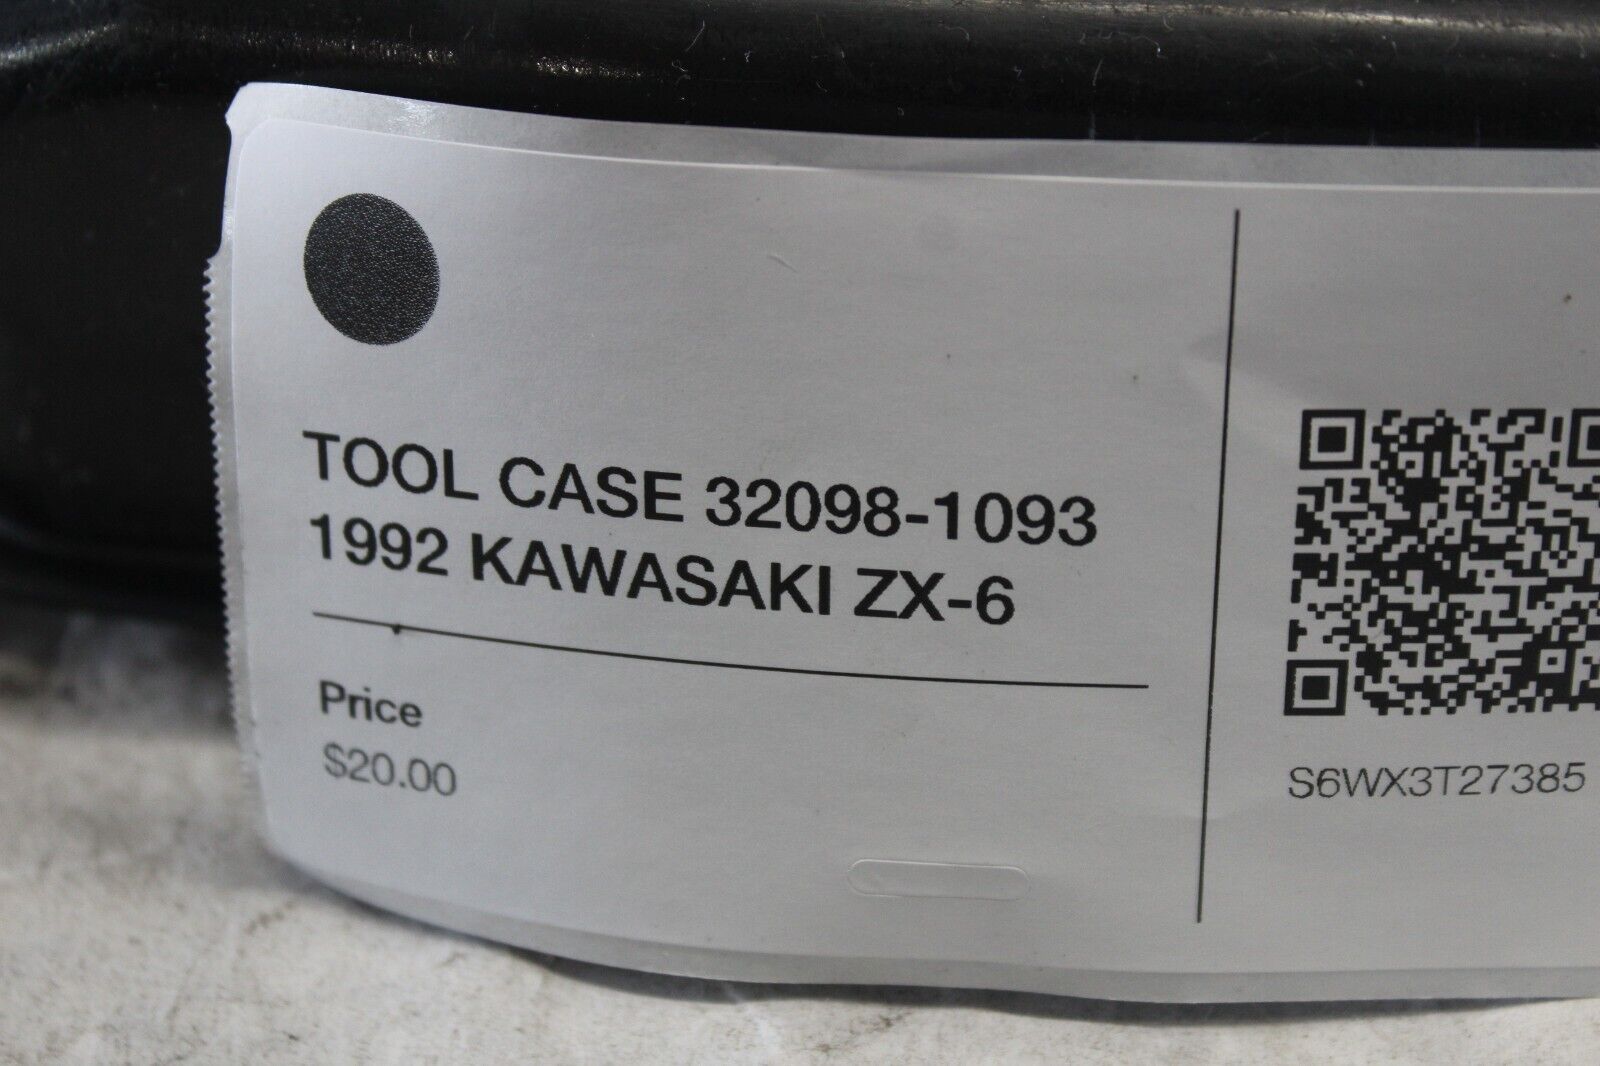 TOOL CASE 32098-1093
1992 KAWASAKI ZX-6
Price
$20.00
S6WX3T27385